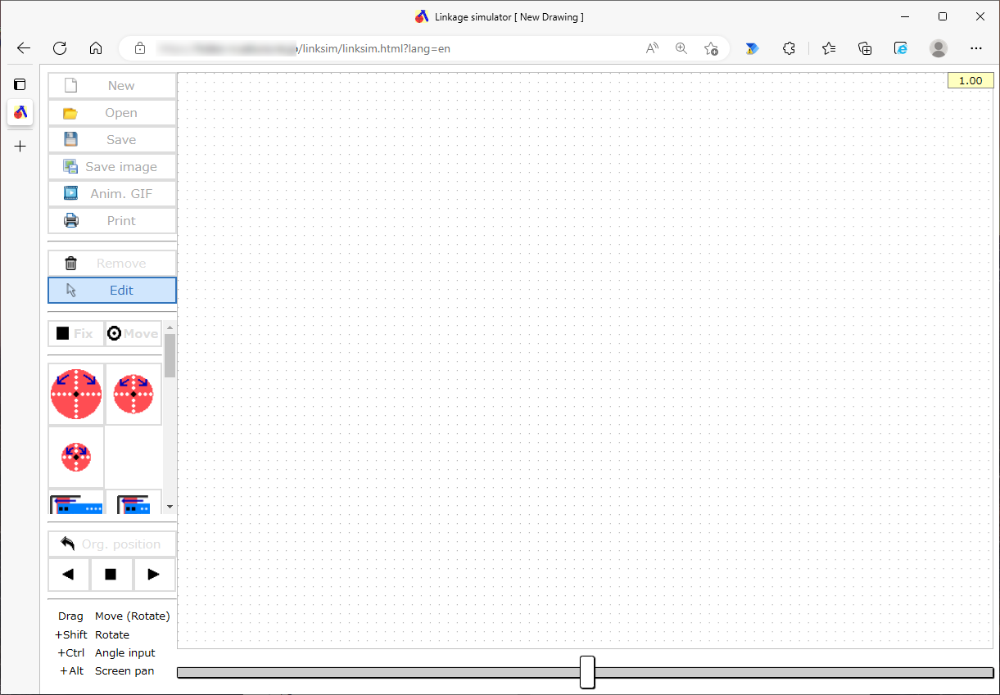 Linkage simulator [ New Drawing ]
/linksim/linksim.html?lang=en
New
1.00
Open
Save
Save image
Anim. GIF
Print
Remove
Edit
Fix Move
Org. position
Drag Move (Rotate)
+Shift Rotate
+Ctrl Angle input
+Alt Screen pan